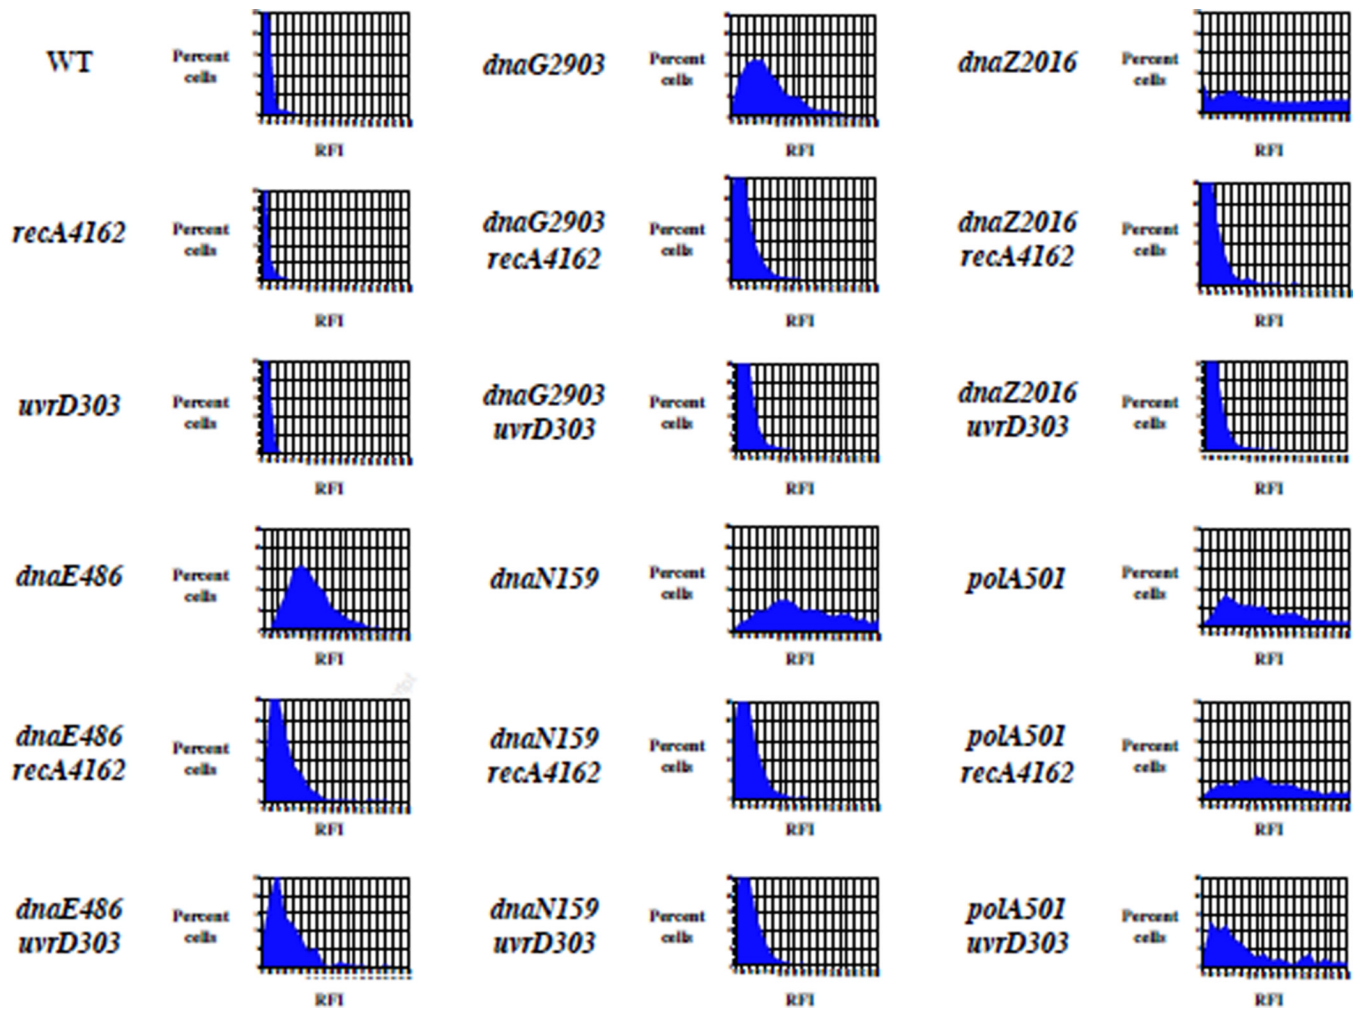 WT
Percent
cells
RFI
dnaG2903
Percent
cells
RFI
dnaZ2016
Percent
cells
RFI
recA4162
Percent
cells
RFI
dnaG2903
recA4162
Percent
cells
RFI
dnaZ2016
recA4162
Percent
cells
RFI
uvrD303
Percent
cells
RFI
dnaG2903
uvrD303
Percent
cells
RFI
dnaZ2016
uvrD303
Percent
cells
RFI
dnaE486
Percent
cells
RFI
dnaN159
Percent
cells
RFI
polA501
Percent
cells
RFI
dnaE486
recA4162
Percent
cells
RFI
dnaN159
recA4162
Percent
cells
RFI
polA501
recA4162
Percent
cells
RFI
dnaE486
uvrD303
Percent
cells
RFI
dnaN159
uvrD303
Percent
cells
RFI
polA501
uvrD303
Percent
cells
RFI